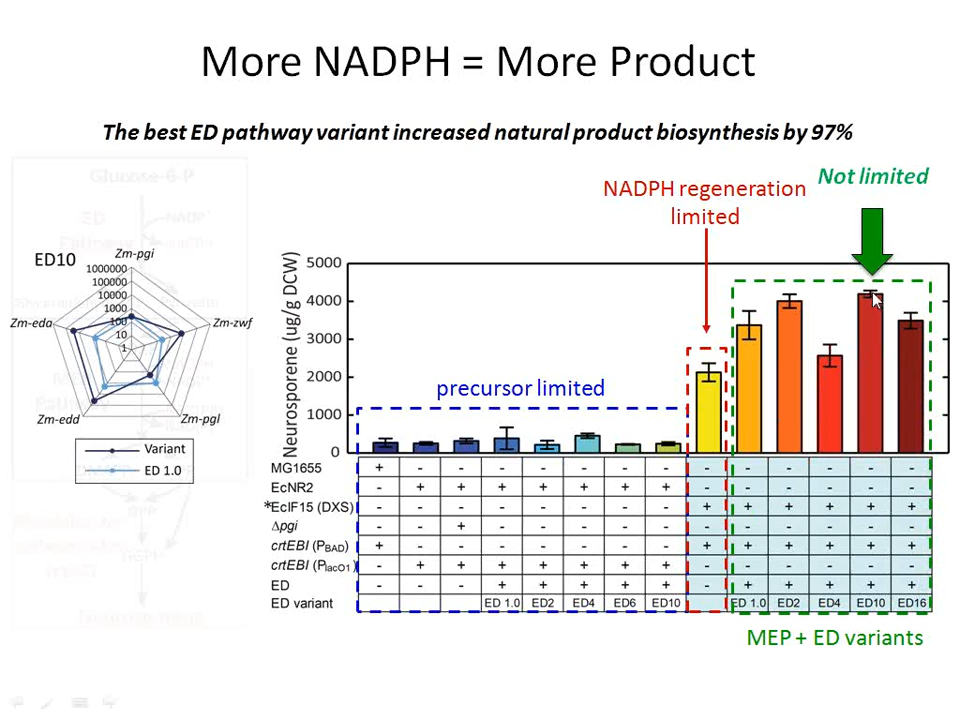 More NADPH = More Product
The best ED pathway variant increased natural product biosynthesis by 97%
Glucose-6-P
ED
NADP⁺
Pathway
NADPH regeneration
limited
Not limited
ED10
Zm-pgi
Zm-zwf
Zm-pgl
Zm-edd
Zm-eda
1000000
100000
10000
1000
100
10
1
Variant
ED 1.0
Neurosporene (ug/g DCW)
5000
4000
3000
2000
1000
0
precursor limited
MG1655 + - - - - - - - - - - - - -
EcNR2 - + + + + + + + - - - - - -
*EcIF15 (DXS) - - - - - - - - + + + + + +
Δpgi - - + - - - - - - - - - - -
crtEBI (PBAD) + - - - - - - - + + + + + +
crtEBI (PlacO1) - + + + + + + + - - - - - -
ED - - - + + + + + - + + + + +
ED variant ED 1.0 ED2 ED4 ED6 ED10 ED 1.0 ED2 ED4 ED10 ED16
MEP + ED variants